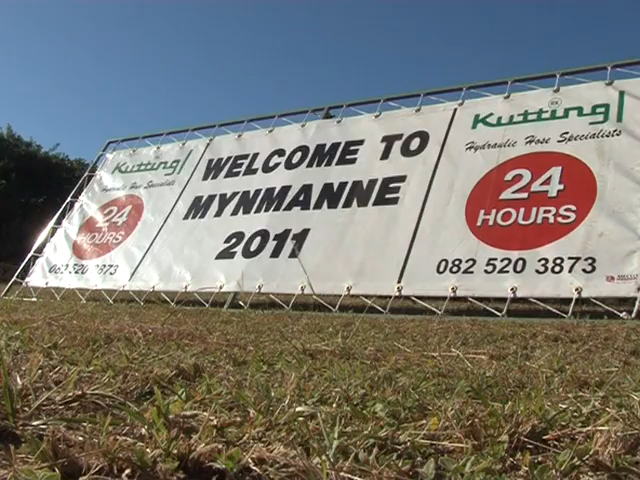 Kutting
Hydraulic Hose Specialists
24
HOURS
082 520 3873
WELCOME TO
MYNMANNE
2011
Kutting
Hydraulic Hose Specialists
24
HOURS
082 520 3873